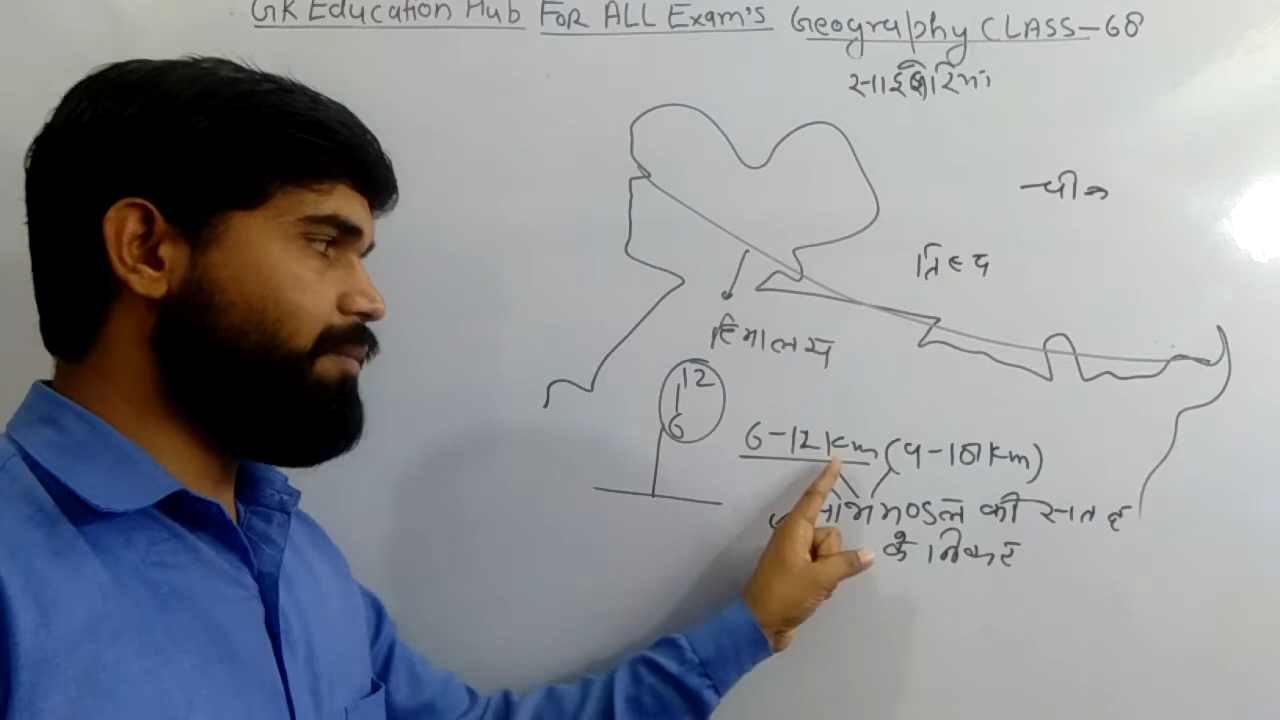 GK Education Hub For ALL Exam's Geography CLASS-68
साइबेरिया
चीन
तिब्बत
हिमालय
12
6
6-12 km (9-18 km)
की सतह
के निकट